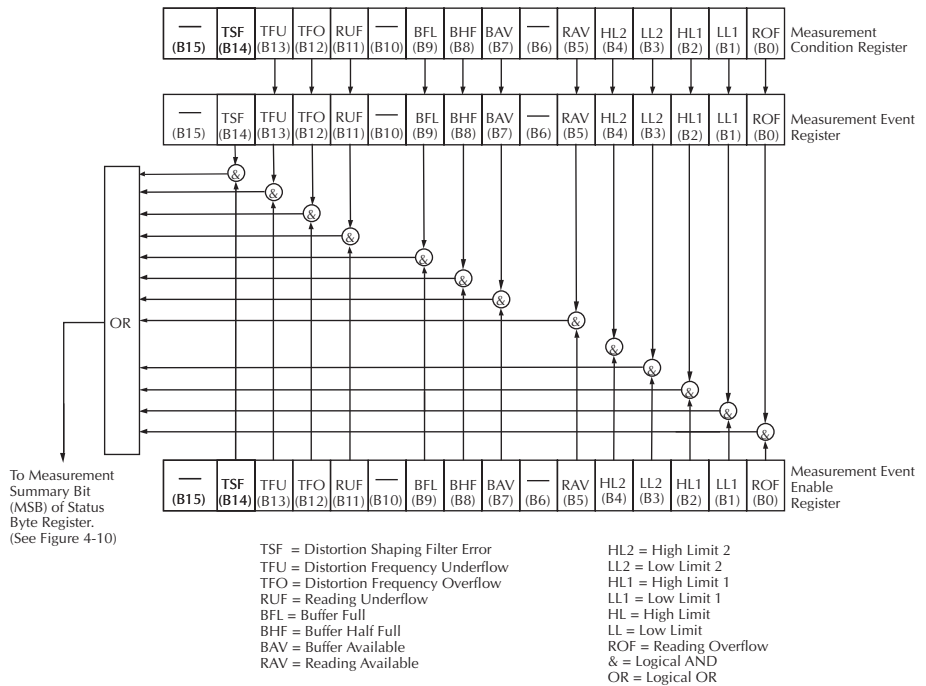 — TSF TFU TFO RUF — BFL BHF BAV — RAV HL2 LL2 HL1 LL1 ROF
(B15) (B14) (B13) (B12) (B11) (B10) (B9) (B8) (B7) (B6) (B5) (B4) (B3) (B2) (B1) (B0)
Measurement
Condition Register
— TSF TFU TFO RUF — BFL BHF BAV — RAV HL2 LL2 HL1 LL1 ROF
(B15) (B14) (B13) (B12) (B11) (B10) (B9) (B8) (B7) (B6) (B5) (B4) (B3) (B2) (B1) (B0)
Measurement Event
Register
&
&
&
&
&
&
&
&
OR
&
&
&
&
&
— TSF TFU TFO RUF — BFL BHF BAV — RAV HL2 LL2 HL1 LL1 ROF
(B15) (B14) (B13) (B12) (B11) (B10) (B9) (B8) (B7) (B6) (B5) (B4) (B3) (B2) (B1) (B0)
Measurement Event
Enable
Register
To Measurement
Summary Bit
(MSB) of Status
Byte Register.
(See Figure 4-10)
TSF = Distortion Shaping Filter Error
TFU = Distortion Frequency Underflow
TFO = Distortion Frequency Overflow
RUF = Reading Underflow
BFL = Buffer Full
BHF = Buffer Half Full
BAV = Buffer Available
RAV = Reading Available
HL2 = High Limit 2
LL2 = Low Limit 2
HL1 = High Limit 1
LL1 = Low Limit 1
HL = High Limit
LL = Low Limit
ROF = Reading Overflow
& = Logical AND
OR = Logical OR